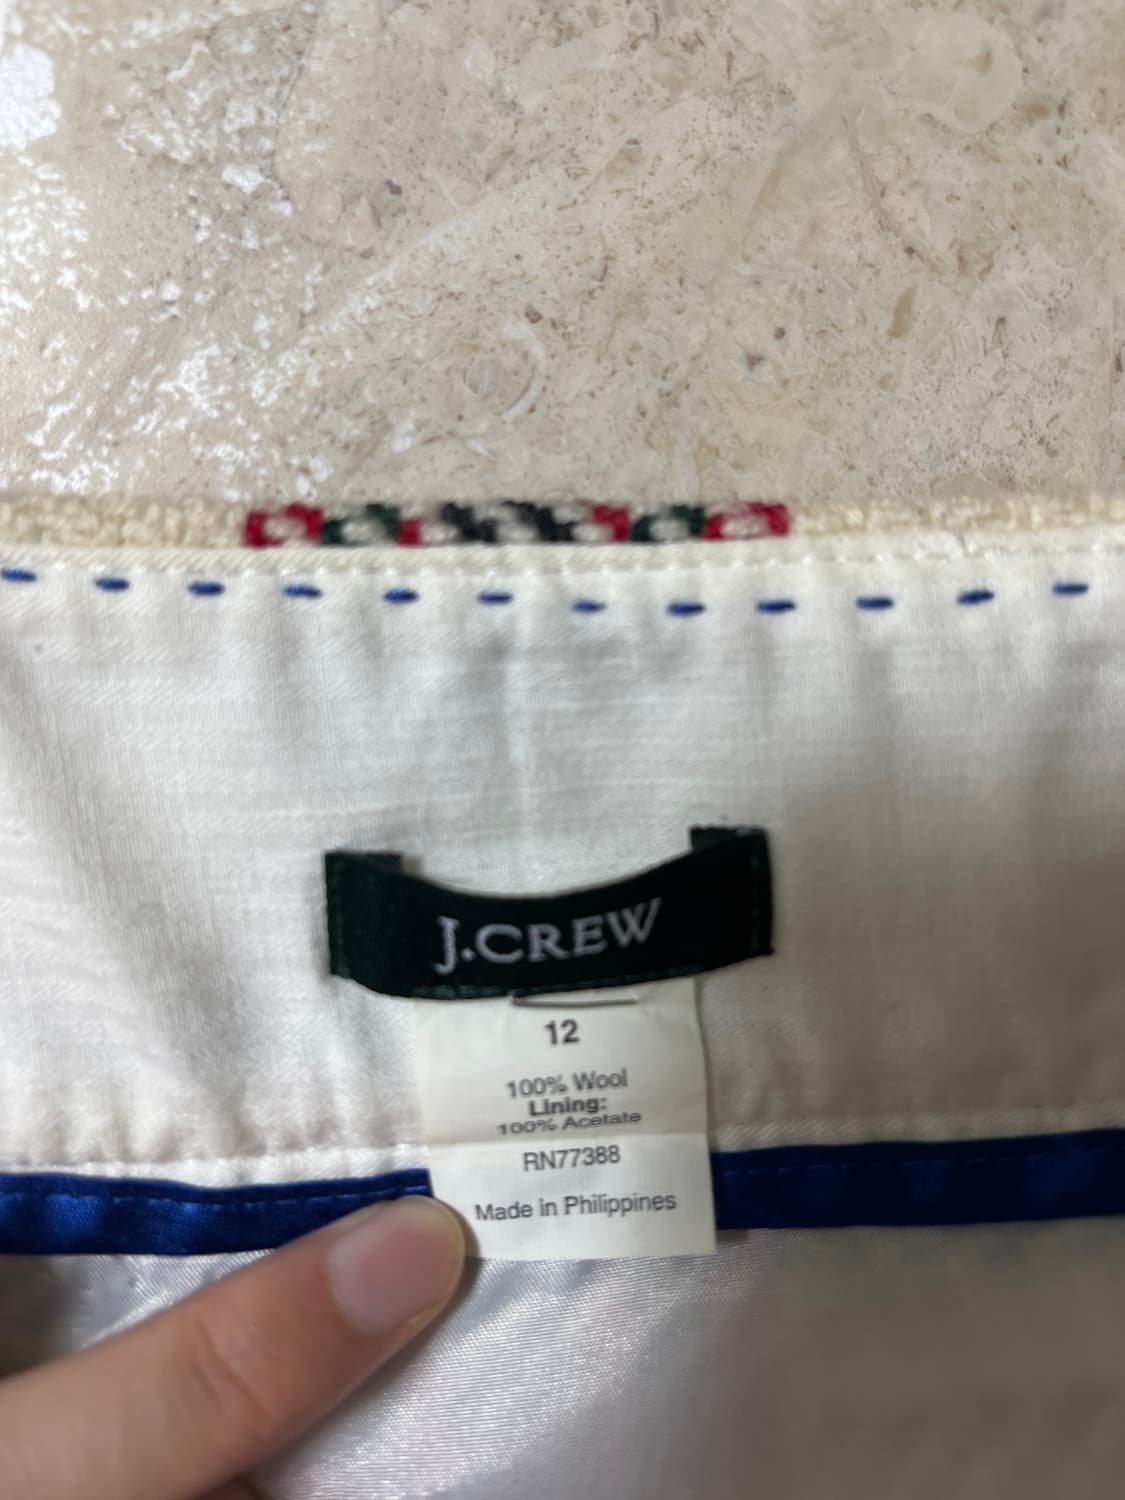 J.CREW
12
100% Wool
Lining:
100% Acetate
RN77388
Made in Philippines